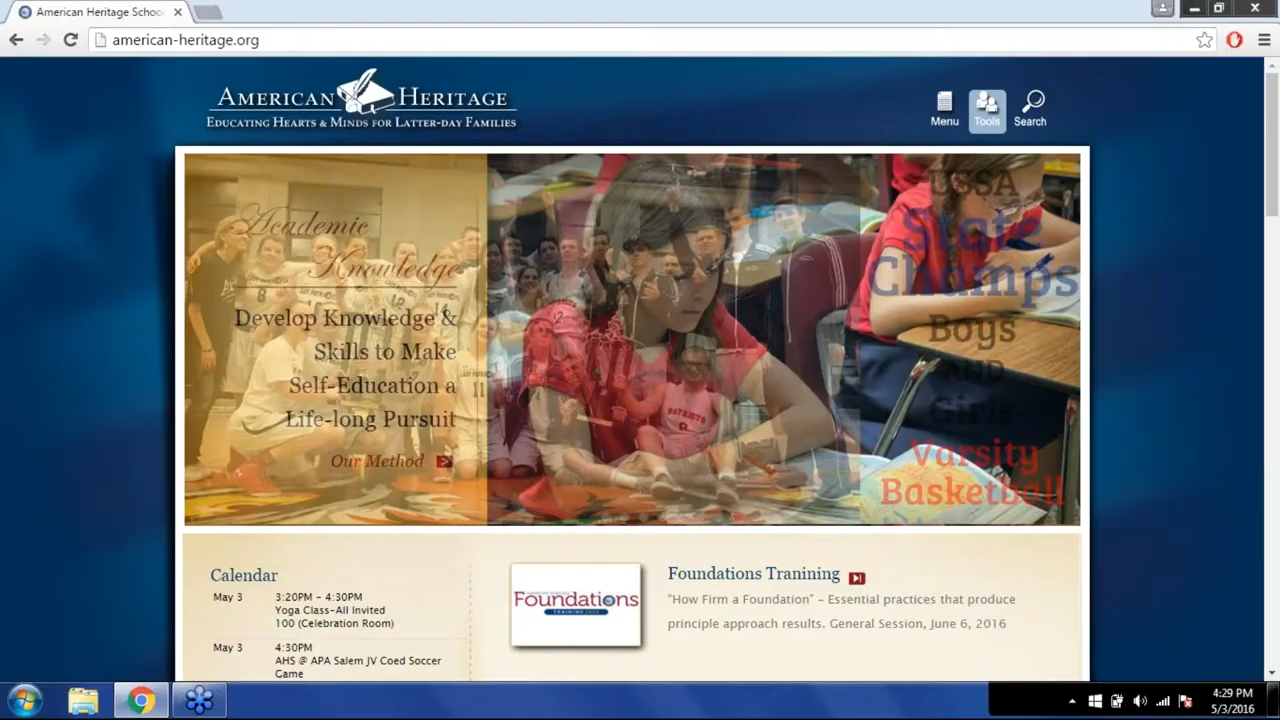 American Heritage Schoo
american-heritage.org
AMERICAN HERITAGE
EDUCATING HEARTS & MINDS FOR LATTER-DAY FAMILIES
Menu
Tools
Search
Academic
Knowledge
Develop Knowledge &
Skills to Make
Self-Education a
Life-long Pursuit
Our Method
USSA
State
Champs
Boys
AND
Girls
Varsity
Basketball
PATRIOTS
Calendar
May 3
3:20PM - 4:30PM
Yoga Class-All Invited
100 (Celebration Room)
May 3
4:30PM
AHS @ APA Salem JV Coed Soccer
Game
Foundations
Foundations Tranining
"How Firm a Foundation" – Essential practices that produce
principle approach results. General Session, June 6, 2016
4:29 PM
5/3/2016